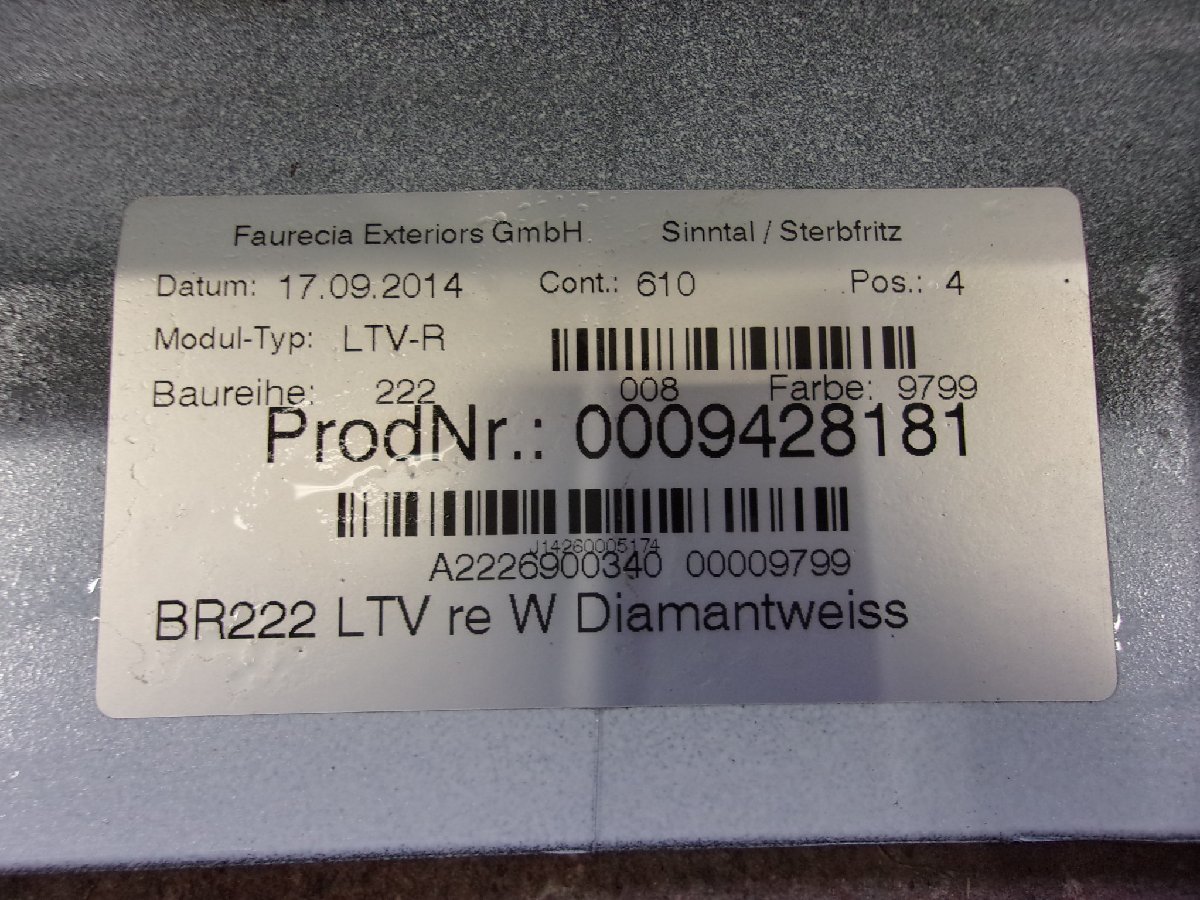 Faurecia Exteriors GmbH Sinntal / Sterbfritz
Datum: 17.09.2014 Cont.: 610 Pos.: 4
Modul-Typ: LTV-R
Baureihe: 222 008 Farbe: 9799
ProdNr.: 0009428181
J14260005174
A2226900340 00009799
BR222 LTV re W Diamantweiss